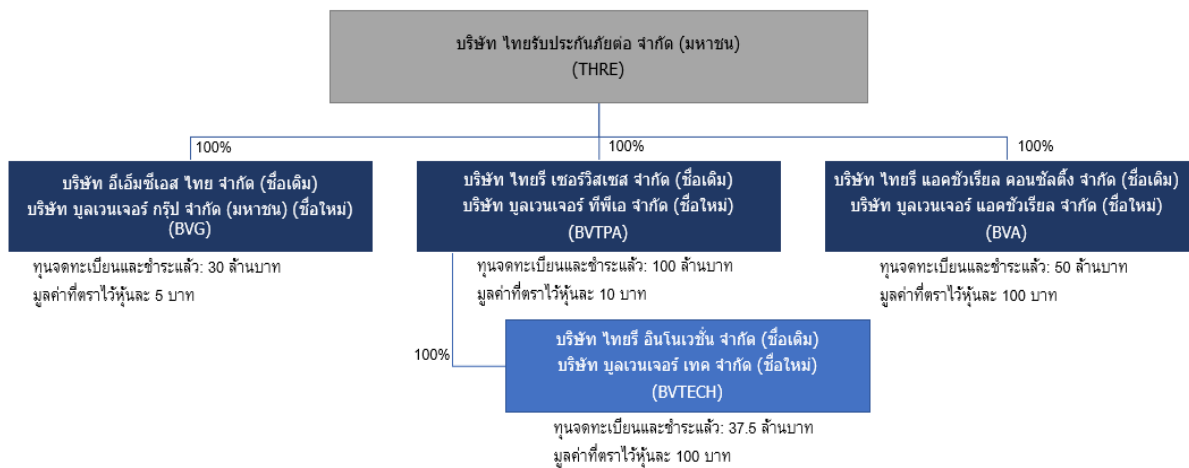 บริษัท ไทยรับประกันภัยต่อ จำกัด (มหาชน)
(THRE)
100%
100%
100%
บริษัท อีเอ็มซีเอส ไทย จำกัด (ชื่อเดิม)
บริษัท บูลเวนเจอร์ กรุ๊ป จำกัด (มหาชน) (ชื่อใหม่)
(BVG)
ทุนจดทะเบียนและชำระแล้ว: 30 ล้านบาท
มูลค่าที่ตราไว้หุ้นละ 5 บาท
บริษัท ไทยรี เซอร์วิสเซส จำกัด (ชื่อเดิม)
บริษัท บูลเวนเจอร์ ทีพีเอ จำกัด (ชื่อใหม่)
(BVTPA)
ทุนจดทะเบียนและชำระแล้ว: 100 ล้านบาท
มูลค่าที่ตราไว้หุ้นละ 10 บาท
บริษัท ไทยรี แอคชัวเรียล คอนซัลติ้ง จำกัด (ชื่อเดิม)
บริษัท บูลเวนเจอร์ แอคชัวเรียล จำกัด (ชื่อใหม่)
(BVA)
ทุนจดทะเบียนและชำระแล้ว: 50 ล้านบาท
มูลค่าที่ตราไว้หุ้นละ 100 บาท
100%
บริษัท ไทยรี อินโนเวชั่น จำกัด (ชื่อเดิม)
บริษัท บูลเวนเจอร์ เทค จำกัด (ชื่อใหม่)
(BVTECH)
ทุนจดทะเบียนและชำระแล้ว: 37.5 ล้านบาท
มูลค่าที่ตราไว้หุ้นละ 100 บาท